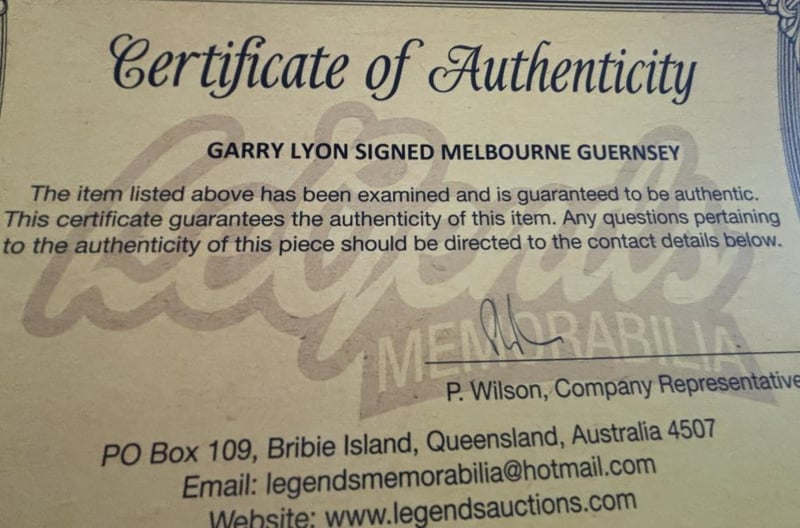 Certificate of Authenticity
GARRY LYON SIGNED MELBOURNE GUERNSEY
The item listed above has been examined and is guaranteed to be authentic.
This certificate guarantees the authenticity of this item. Any questions pertaining
to the authenticity of this piece should be directed to the contact details below.
Legends
MEMORABILIA
P. Wilson, Company Representative
PO Box 109, Bribie Island, Queensland, Australia 4507
Email: legendsmemorabilia@hotmail.com
Website: www.legendsauctions.com